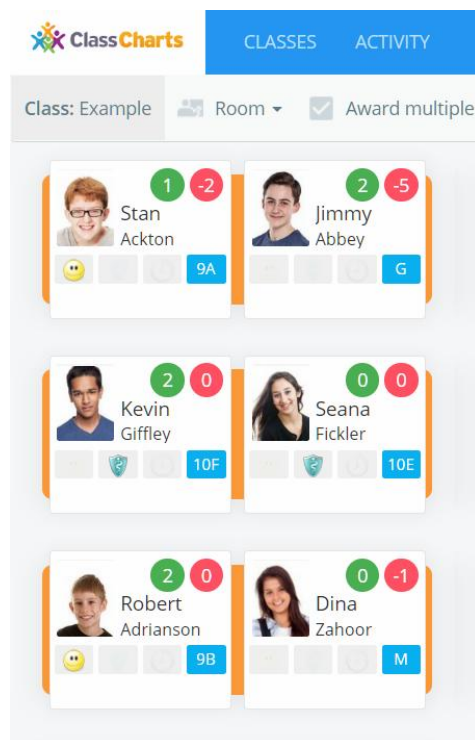 ClassCharts CLASSES ACTIVITY
Class: Example Room Award multiple
1 -2 2 -5
Stan Jimmy
Ackton Abbey
9A G
2 0 0 0
Kevin Seana
Giffley Fickler
10F 10E
2 0 0 -1
Robert Dina
Adrianson Zahoor
9B M